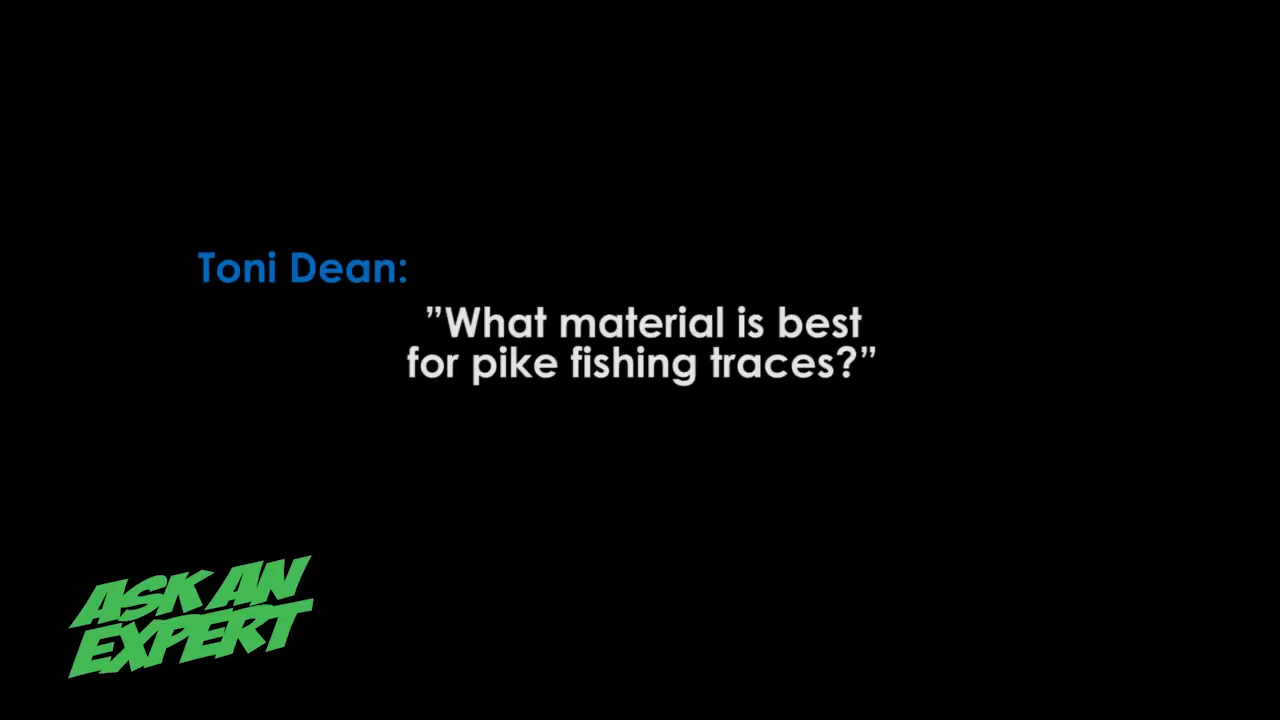 Toni Dean:
”What material is best
for pike fishing traces?”
ASK AN
EXPERT